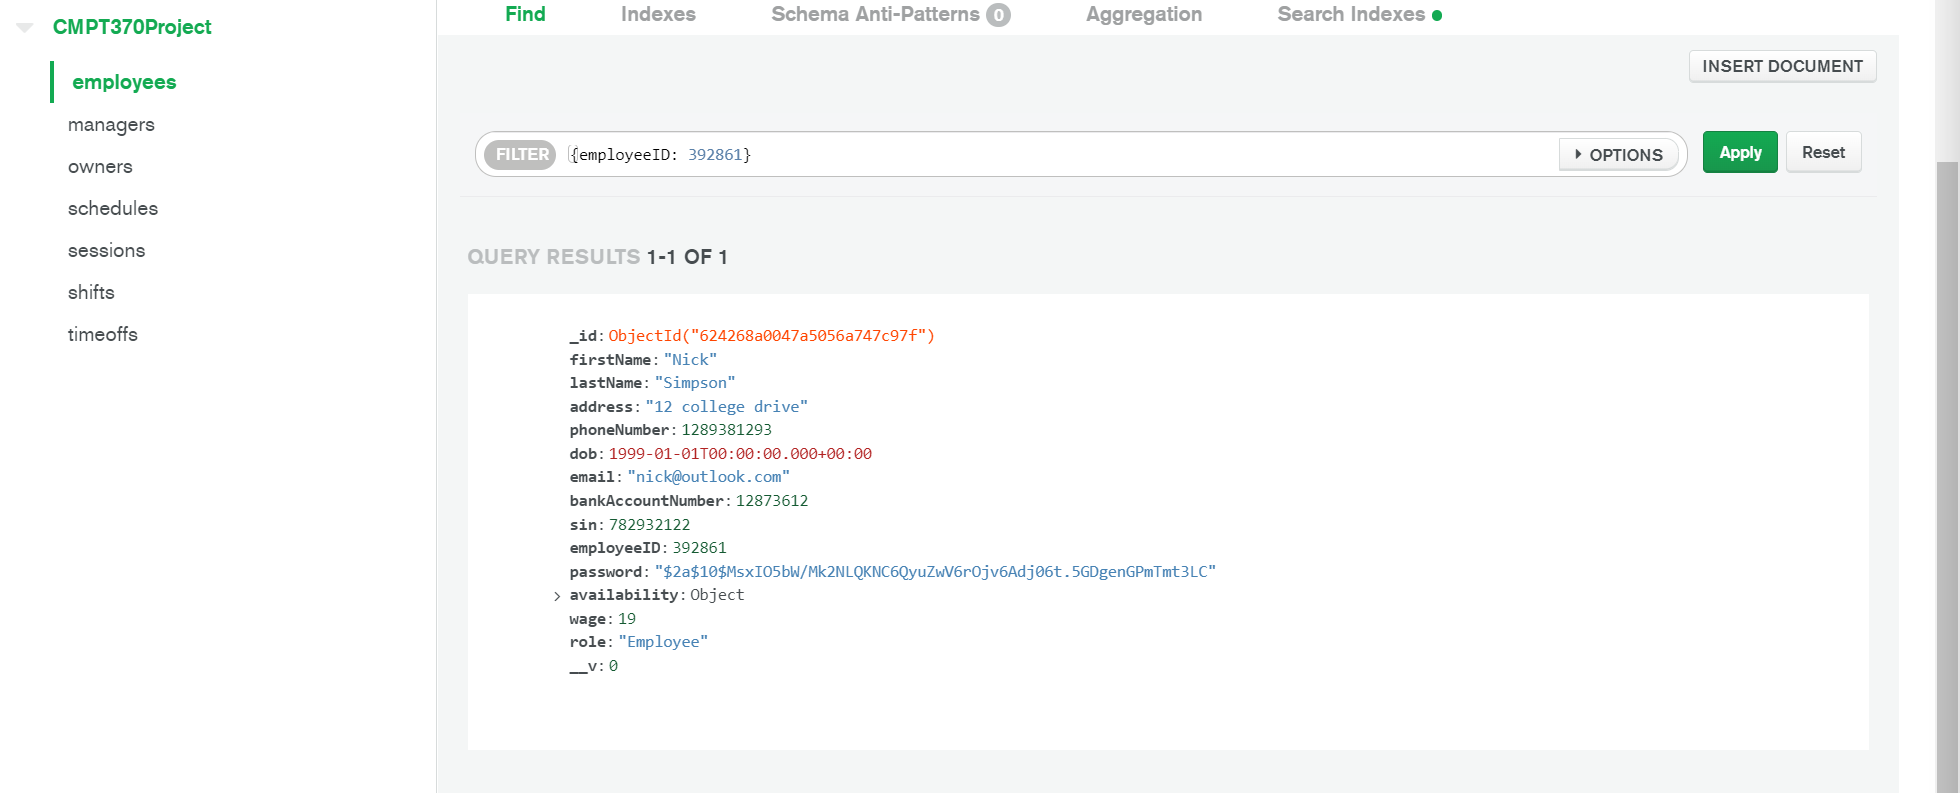 CMPT370Project
employees
managers
owners
schedules
sessions
shifts
timeoffs
Find Indexes Schema Anti-Patterns 0 Aggregation Search Indexes
INSERT DOCUMENT
FILTER {employeeID: 392861} OPTIONS Apply Reset
QUERY RESULTS 1-1 OF 1
_id: ObjectId("624268a0047a5056a747c97f")
firstName: "Nick"
lastName: "Simpson"
address: "12 college drive"
phoneNumber: 1289381293
dob: 1999-01-01T00:00:00.000+00:00
email: "nick@outlook.com"
bankAccountNumber: 12873612
sin: 782932122
employeeID: 392861
password: "$2a$10$MsxIO5bW/Mk2NLQKNC6QyuZwV6rOjv6Adj06t.5GDgenGPmTmt3LC"
availability: Object
wage: 19
role: "Employee"
__v: 0